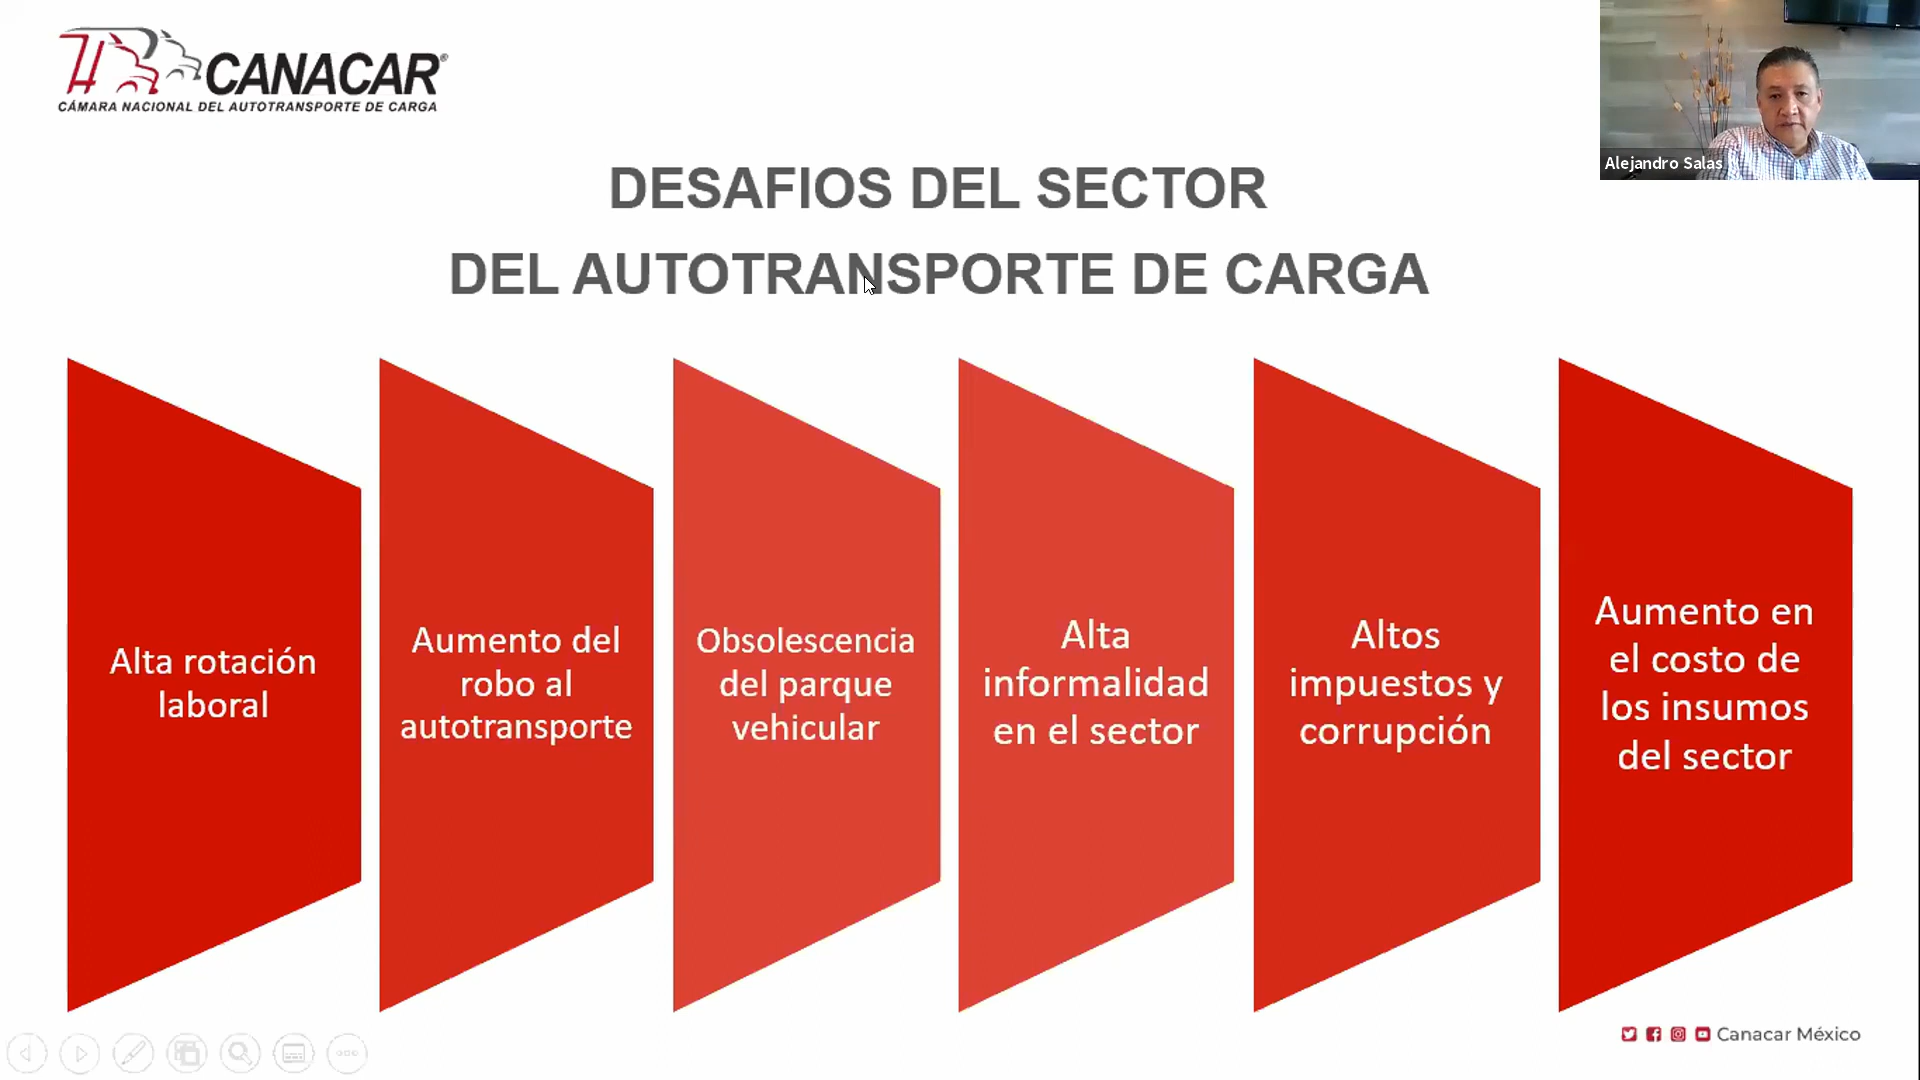 CANACAR®
CÁMARA NACIONAL DEL AUTOTRANSPORTE DE CARGA
Alejandro Salas
DESAFIOS DEL SECTOR
DEL AUTOTRANSPORTE DE CARGA
Alta rotación
laboral
Aumento del
robo al
autotransporte
Obsolescencia
del parque
vehicular
Alta
informalidad
en el sector
Altos
impuestos y
corrupción
Aumento en
el costo de
los insumos
del sector
Canacar México